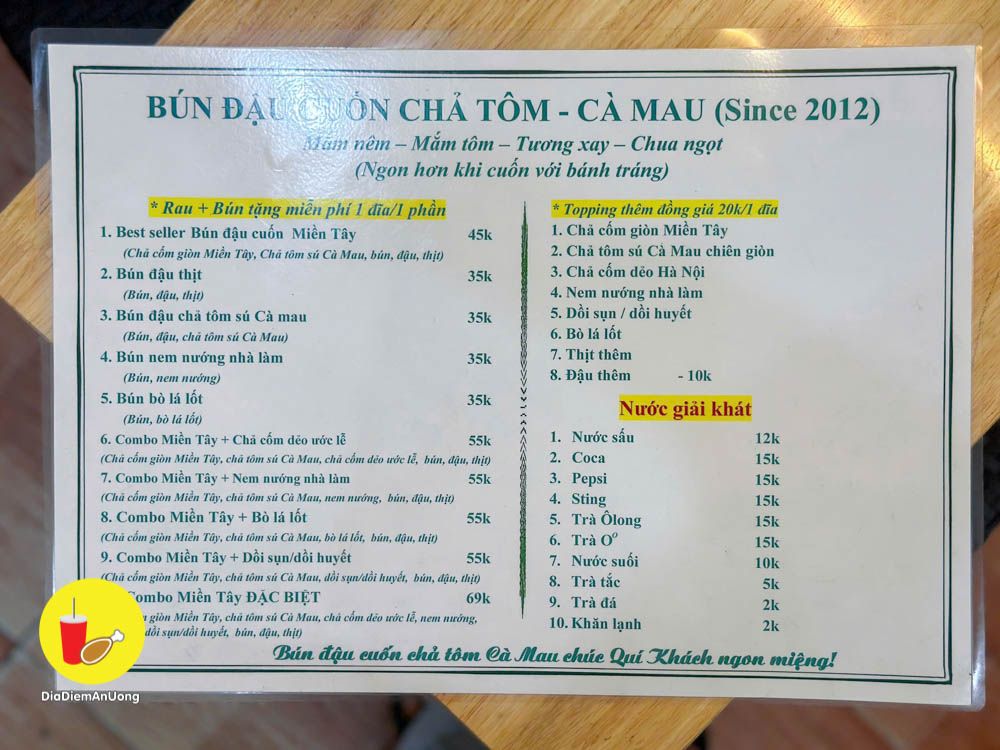 BÚN ĐẬU CUỐN CHẢ TÔM - CÀ MAU (Since 2012)
Mắm nêm – Mắm tôm – Tương xay – Chua ngọt
(Ngon hơn khi cuốn với bánh tráng)
* Rau + Bún tặng miễn phí 1 đĩa/1 phần
1. Best seller Bún đậu cuốn Miền Tây 45k
(Chả cốm giòn Miền Tây, Chả tôm sú Cà Mau, bún, đậu, thịt)
2. Bún đậu thịt 35k
(Bún, đậu, thịt)
3. Bún đậu chả tôm sú Cà mau 35k
(Bún, đậu, chả tôm sú Cà Mau)
4. Bún nem nướng nhà làm 35k
(Bún, nem nướng)
5. Bún bò lá lốt 35k
(Bún, bò lá lốt)
6. Combo Miền Tây + Chả cốm dẻo ước lễ 55k
(Chả cốm giòn Miền Tây, chả tôm sú Cà Mau, chả cốm dẻo ước lễ, bún, đậu, thịt)
7. Combo Miền Tây + Nem nướng nhà làm 55k
(Chả cốm giòn Miền Tây, chả tôm sú Cà Mau, nem nướng, bún, đậu, thịt)
8. Combo Miền Tây + Bò lá lốt 55k
(Chả cốm giòn Miền Tây, chả tôm sú Cà Mau, bò lá lốt, bún, đậu, thịt)
9. Combo Miền Tây + Dồi sụn/dồi huyết 55k
(Chả cốm giòn Miền Tây, chả tôm sú Cà Mau, dồi sụn/dồi huyết, bún, đậu, thịt)
Combo Miền Tây ĐẶC BIỆT 69k
giòn Miền Tây, chả tôm sú Cà Mau, chả cốm dẻo ước lễ, nem nướng,
dồi sụn/dồi huyết, bún, đậu, thịt)
* Topping thêm đồng giá 20k/1 đĩa
1. Chả cốm giòn Miền Tây
2. Chả tôm sú Cà Mau chiên giòn
3. Chả cốm dẻo Hà Nội
4. Nem nướng nhà làm
5. Dồi sụn / dồi huyết
6. Bò lá lốt
7. Thịt thêm
8. Đậu thêm - 10k
Nước giải khát
1. Nước sấu 12k
2. Coca 15k
3. Pepsi 15k
4. Sting 15k
5. Trà Ôlong 15k
6. Trà Oº 15k
7. Nước suối 10k
8. Trà tắc 5k
9. Trà đá 2k
10. Khăn lạnh 2k
Bún đậu cuốn chả tôm Cà Mau chúc Quí Khách ngon miệng!
DiaDiemAnUong